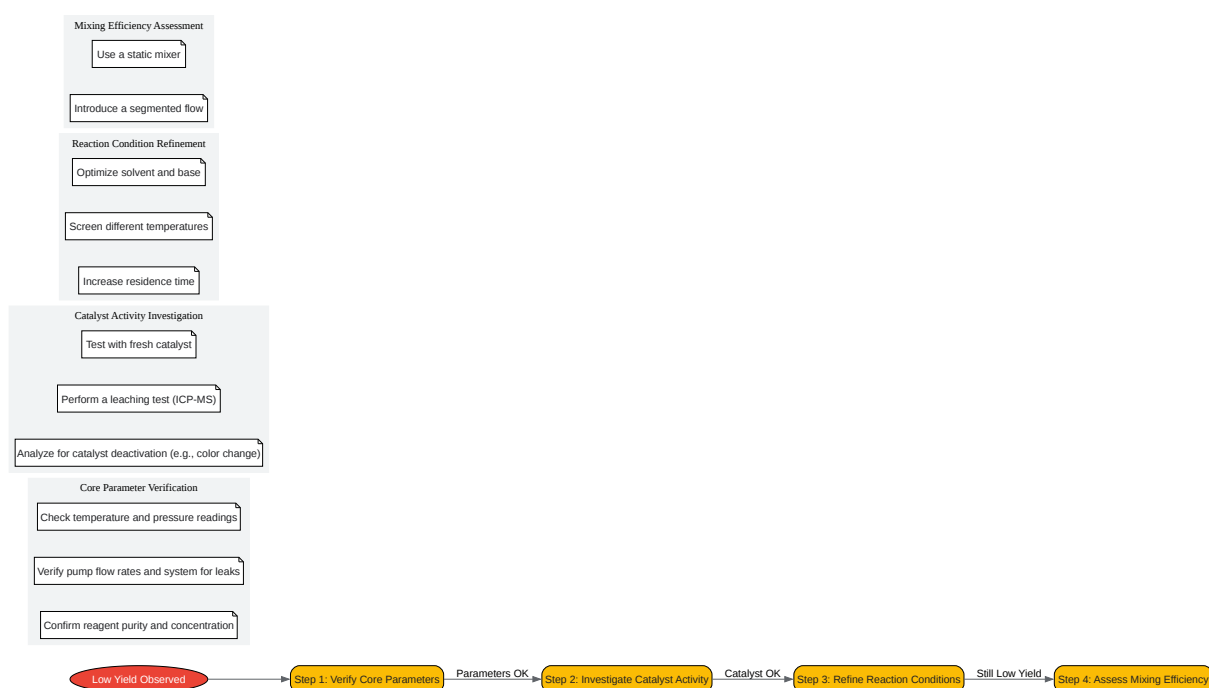 Mixing Efficiency Assessment
Use a static mixer
Introduce a segmented flow
Reaction Condition Refinement
Optimize solvent and base
Screen different temperatures
Increase residence time
Catalyst Activity Investigation
Test with fresh catalyst
Perform a leaching test (ICP-MS)
Analyze for catalyst deactivation (e.g., color change)
Core Parameter Verification
Check temperature and pressure readings
Verify pump flow rates and system for leaks
Confirm reagent purity and concentration
Low Yield Observed
Step 1: Verify Core Parameters
Parameters OK
Step 2: Investigate Catalyst Activity
Catalyst OK
Step 3: Refine Reaction Conditions
Still Low Yield
Step 4: Assess Mixing Efficiency